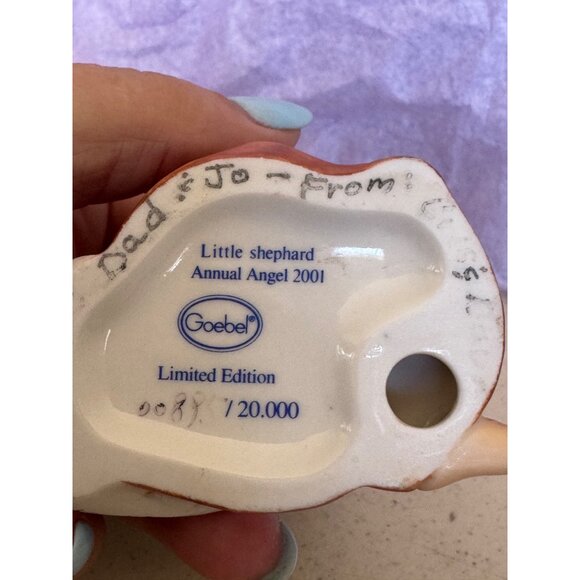 Dad & Jo - From:
Little shephard
Annual Angel 2001
Goebel®
Limited Edition
/ 20.000